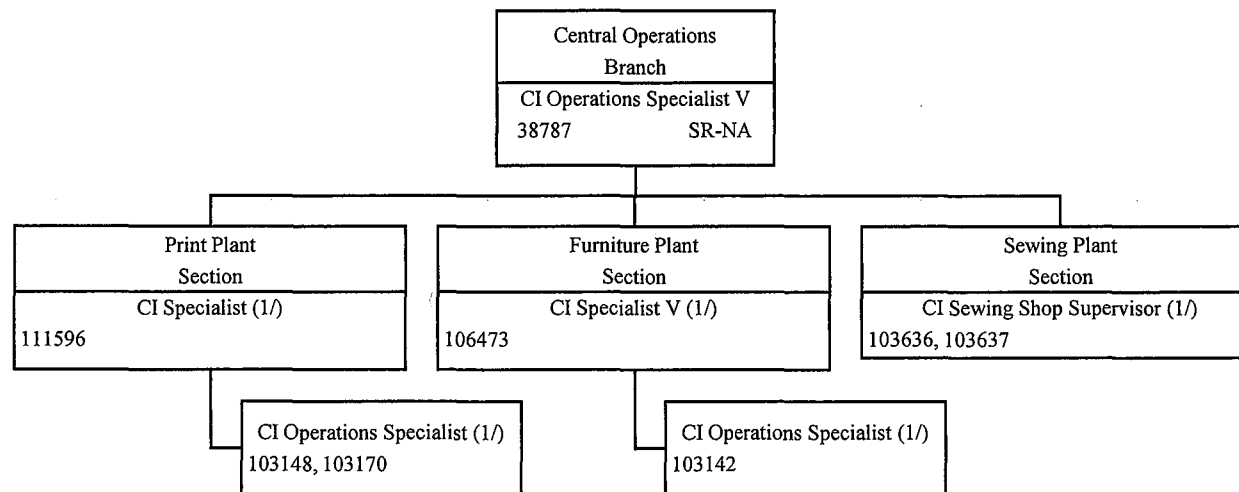 Central Operations
Branch
CI Operations Specialist V
38787 SR-NA
Print Plant
Section
CI Specialist (1/)
111596
Furniture Plant
Section
CI Specialist V (1/)
106473
Sewing Plant
Section
CI Sewing Shop Supervisor (1/)
103636, 103637
CI Operations Specialist (1/)
103148, 103170
CI Operations Specialist (1/)
103142